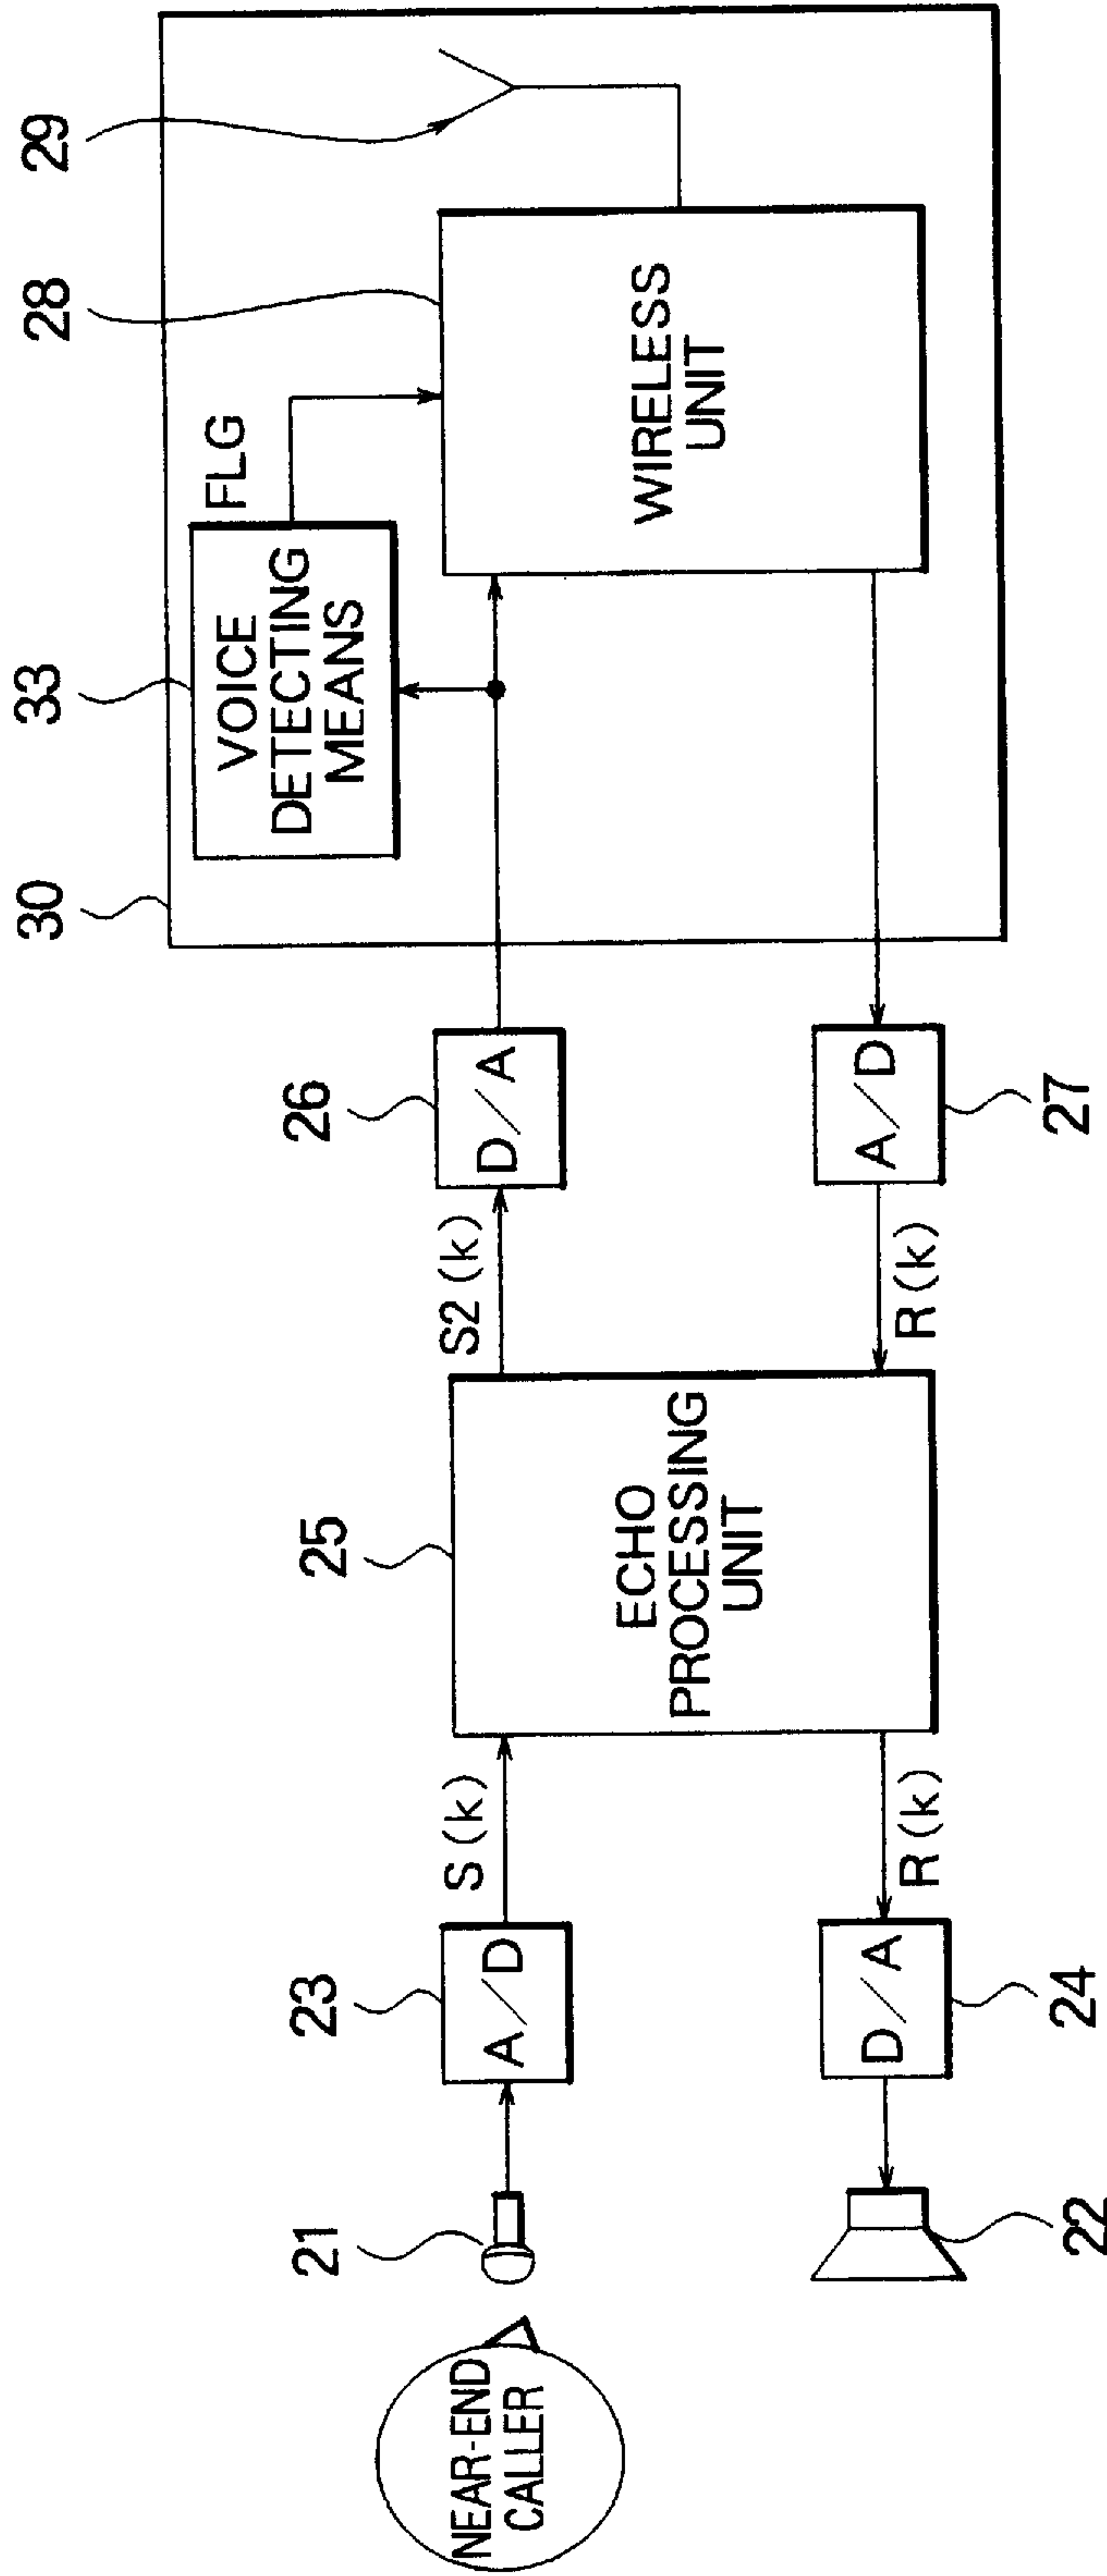 30
33
28
29
VOICE
DETECTING
MEANS
FLG
WIRELESS
UNIT
21
23
25
26
NEAR-END
CALLER
A/D
S (k)
ECHO
PROCESSING
UNIT
S2 (k)
D/A
D/A
R (k)
R (k)
A/D
22
24
27